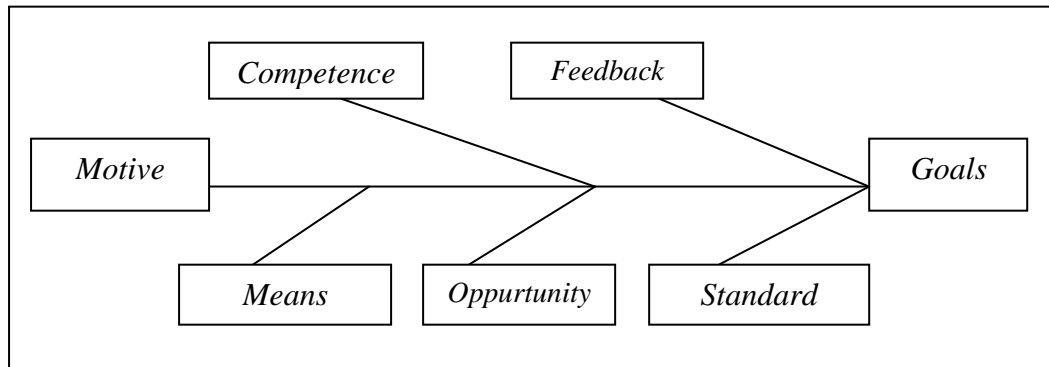 Competence
Feedback
Motive
Goals
Means
Oppurtunity
Standard